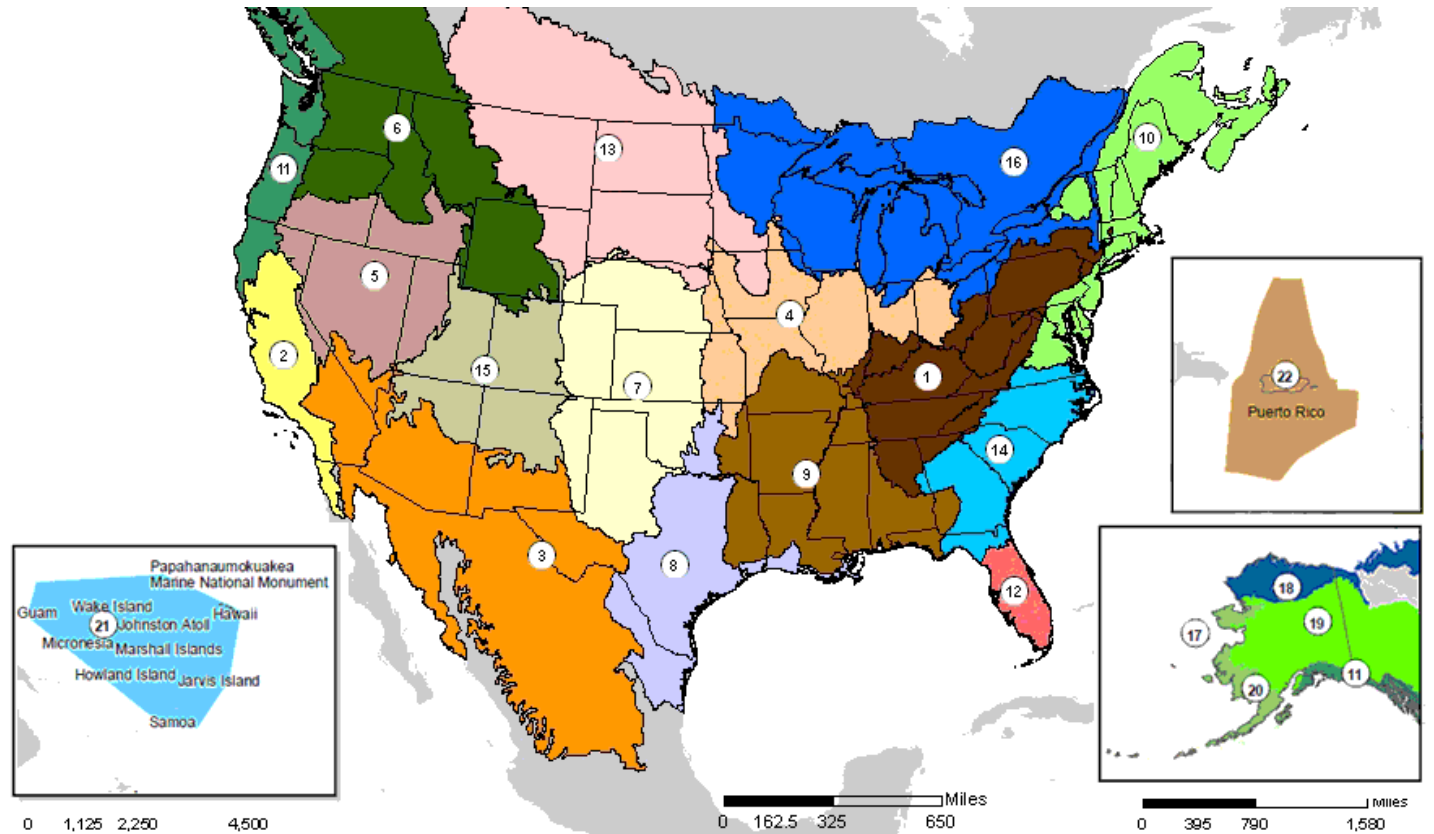 6
13
10
16
11
5
4
2
15
7
1
22
Puerto Rico
14
9
3
8
12
Papahanaumokuakea
Marine National Monument
Guam
Wake Island
Hawaii
21
Johnston Atoll
Micronesia
Marshall Islands
Howland Island
Jarvis Island
Samoa
18
19
17
11
20
0 1,125 2,250 4,500
Miles
0 162.5 325 650
Miles
0 395 790 1,580